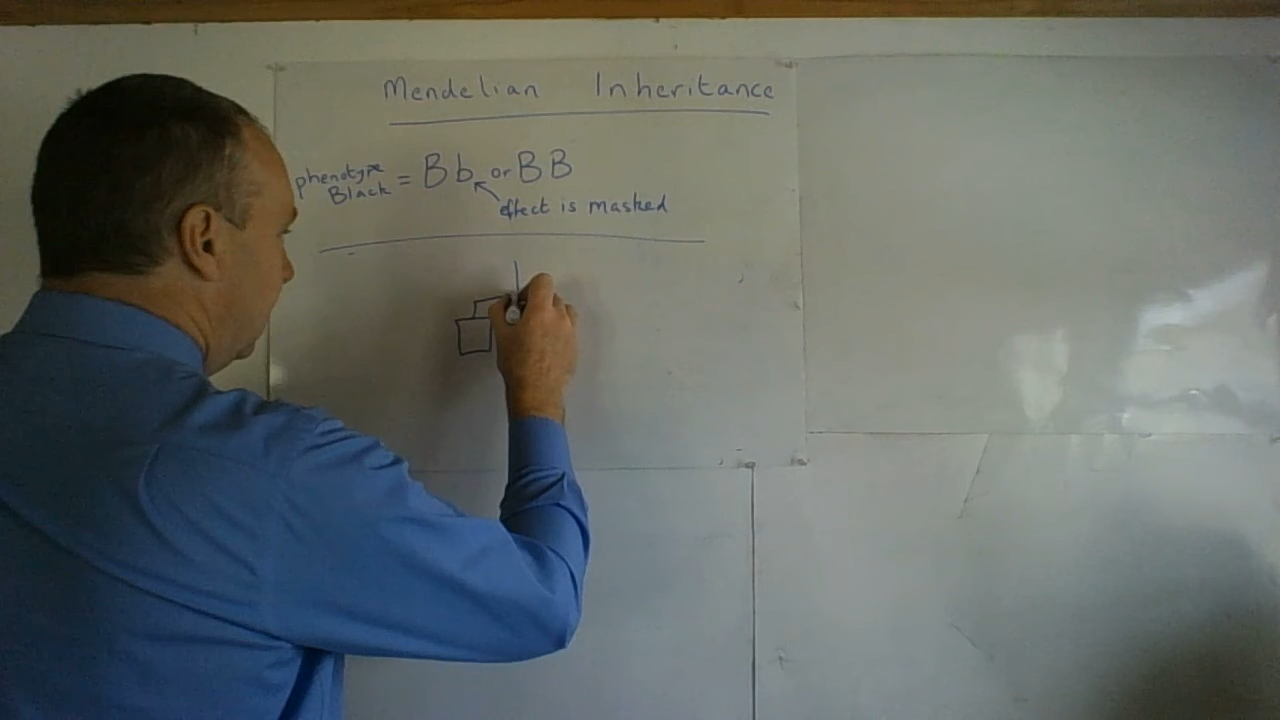 Mendelian Inheritance
phenotype
Black = Bb or BB
effect is masked